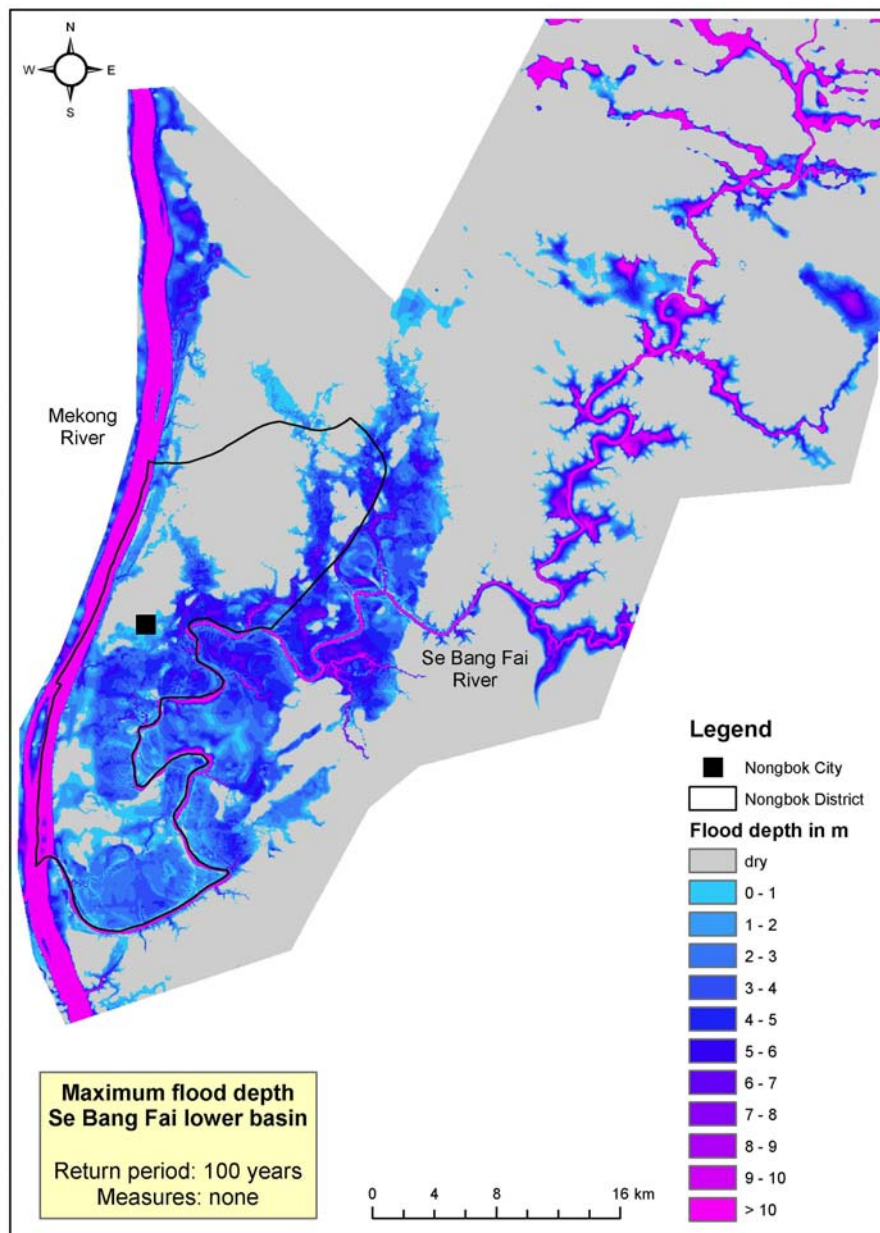 N
W E
S
Mekong
River
Se Bang Fai
River
Legend
Nongbok City
Nongbok District
Flood depth in m
dry
0 - 1
1 - 2
2 - 3
3 - 4
4 - 5
5 - 6
6 - 7
7 - 8
8 - 9
9 - 10
> 10
Maximum flood depth
Se Bang Fai lower basin
Return period: 100 years
Measures: none
0 4 8 16 km